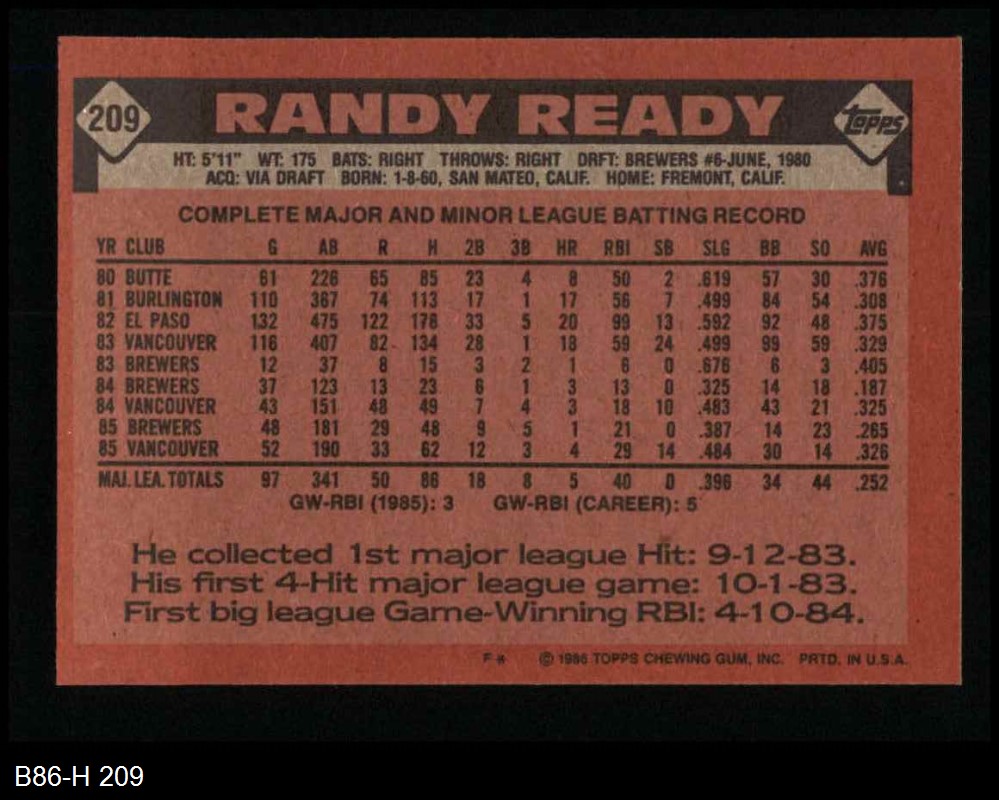 209 RANDY READY Topps
HT: 5'11" WT: 175 BATS: RIGHT THROWS: RIGHT DRFT: BREWERS #6-JUNE, 1980
ACQ: VIA DRAFT BORN: 1-8-60, SAN MATEO, CALIF. HOME: FREMONT, CALIF.
COMPLETE MAJOR AND MINOR LEAGUE BATTING RECORD
YR CLUB G AB R H 2B 3B HR RBI SB SLG BB SO AVG
80 BUTTE 61 226 65 85 23 4 8 50 2 .619 57 30 .376
81 BURLINGTON 110 367 74 113 17 1 17 56 7 .499 84 54 .308
82 EL PASO 132 475 122 178 33 5 20 99 13 .592 92 48 .375
83 VANCOUVER 116 407 82 134 28 1 13 59 24 .499 99 59 .329
83 BREWERS 12 37 8 15 3 2 1 6 0 .676 6 3 .405
84 BREWERS 37 123 13 23 6 1 3 13 0 .325 14 18 .187
84 VANCOUVER 43 151 48 49 7 4 3 18 10 .483 43 21 .325
85 BREWERS 48 181 29 48 9 5 1 21 0 .387 14 23 .265
85 VANCOUVER 52 190 33 62 12 3 4 29 14 .484 30 14 .326
MAJ. LEA. TOTALS 97 341 50 86 18 8 5 40 0 .396 34 44 .252
GW-RBI (1985): 3 GW-RBI (CAREER): 5
He collected 1st major league Hit: 9-12-83.
His first 4-Hit major league game: 10-1-83.
First big league Game-Winning RBI: 4-10-84.
F* © 1986 TOPPS CHEWING GUM, INC. PRTD. IN U.S.A.
B86-H 209